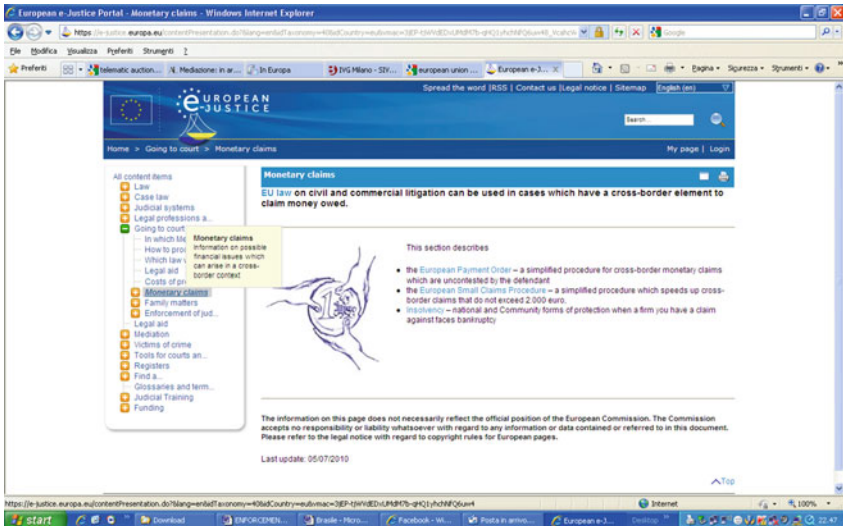 European e-Justice Portal - Monetary claims - Windows Internet Explorer
Google
File Modifica Visualizza Preferiti Strumenti ?
Preferiti telematic auction... Mediazione: in ar... In Europa IVG Milano - SIV... european union ... European e-J... X Pagina Sicurezza Strumenti
Spread the word |RSS | Contact us |Legal notice | Sitemap English (en)
EUROPEAN
e-JUSTICE
Search...
Home > Going to court > Monetary claims
My page | Login
All content items
Law
Case law
Judicial systems
Legal professions a...
Going to court
In which Me
How to pro
Which law
Legal aid
Costs of pr
Monetary claims
Family matters
Enforcement of jud...
Legal aid
Mediation
Victims of crime
Tools for courts an...
Registers
Find a...
Glossaries and term...
Judicial Training
Funding
Monetary claims
Information on possible
financial issues which
can arise in a cross-
border context
Monetary claims
EU law on civil and commercial litigation can be used in cases which have a cross-border element to
claim money owed.
This section describes
• the European Payment Order – a simplified procedure for cross-border monetary claims
which are uncontested by the defendant
• the European Small Claims Procedure – a simplified procedure which speeds up cross-
border claims that do not exceed 2.000 euro.
• Insolvency – national and Community forms of protection when a firm you have a claim
against faces bankruptcy
The information on this page does not necessarily reflect the official position of the European Commission. The Commission
accepts no responsibility or liability whatsoever with regard to any information or data contained or referred to in this document.
Please refer to the legal notice with regard to copyright rules for European pages.
Last update: 05/07/2010
Top
Internet 100%
start Download ENFORCEMEN... Brasile - Micro... Facebook - Wi... Posta in arrivo... European e-J... Desktop 22.47